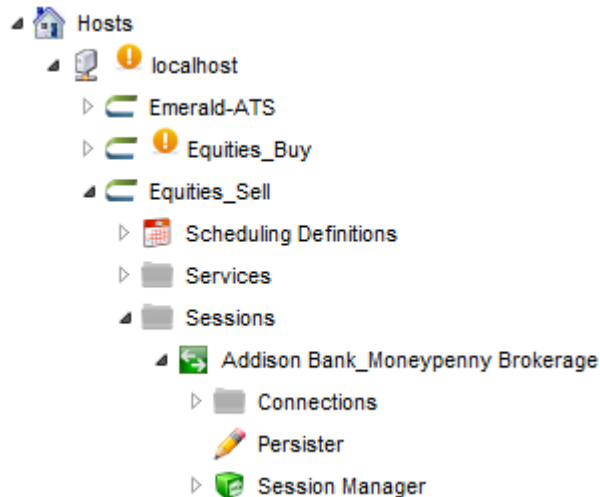 Hosts
localhost
Emerald-ATS
Equities_Buy
Equities_Sell
Scheduling Definitions
Services
Sessions
Addison Bank_Moneypenny Brokerage
Connections
Persister
Session Manager